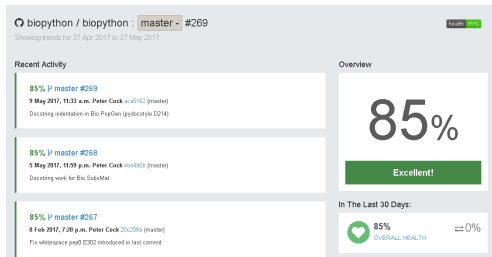 biopython / biopython : master #269
health 85%
Showing trends for 27 Apr 2017 to 27 May 2017
Recent Activity
85% master #269
9 May 2017, 11:33 a.m. Peter Cock aca5162 (master)
Docstring indentation in Bio.PopGen (pydocstyle D214)
85% master #268
5 May 2017, 11:59 p.m. Peter Cock ebe4b0b (master)
Docstring work for Bio.SubsMat
87% master #267
8 Feb 2017, 7:28 p.m. Peter Cock 20c209a (master)
Fix whitespace pep8 E302 introduced in last commit
Overview
85%
Excellent!
In The Last 30 Days:
85%
OVERALL HEALTH
0%